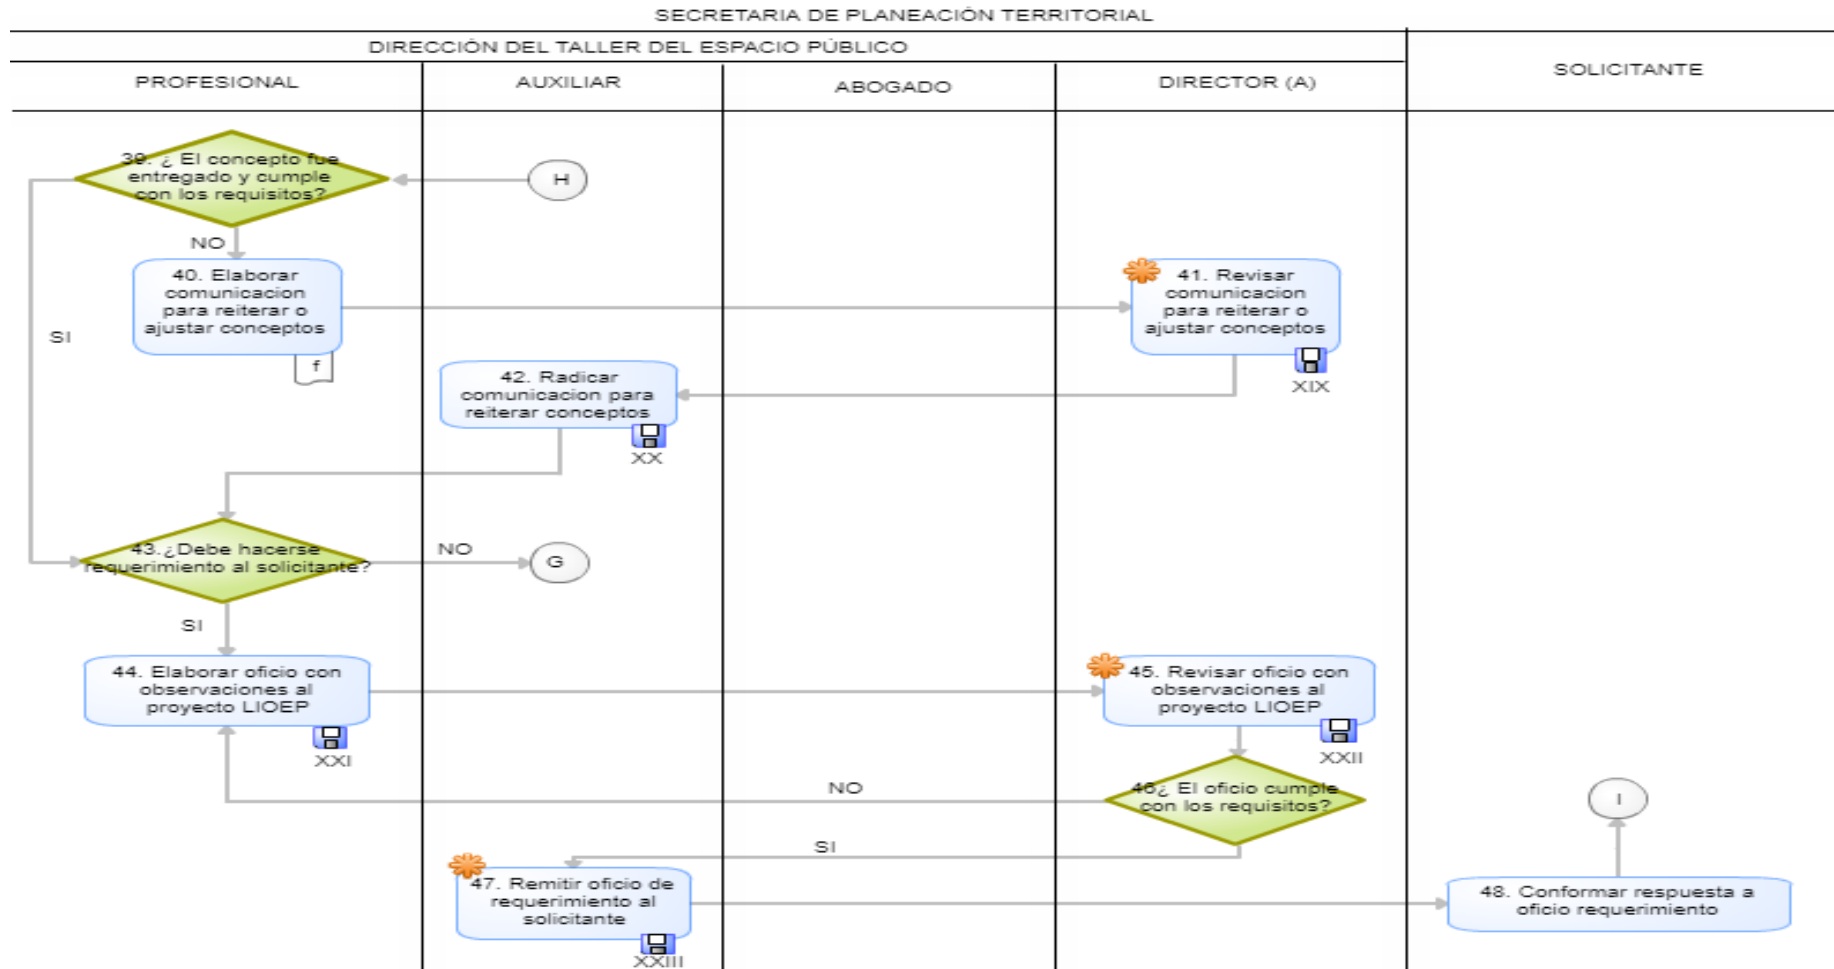 SECRETARIA DE PLANEACIÓN TERRITORIAL
DIRECCIÓN DEL TALLER DEL ESPACIO PÚBLICO
PROFESIONAL
AUXILIAR
ABOGADO
DIRECTOR (A)
SOLICITANTE
39. ¿ El concepto fue
entregado y cumple
con los requisitos?
H
NO
SI
40. Elaborar
comunicacion
para reiterar o
ajustar conceptos
f
41. Revisar
comunicacion
para reiterar o
ajustar conceptos
XIX
42. Radicar
comunicacion para
reiterar conceptos
XX
43.¿Debe hacerse
requerimiento al solicitante?
NO
G
SI
44. Elaborar oficio con
observaciones al
proyecto LIOEP
XXI
45. Revisar oficio con
observaciones al
proyecto LIOEP
XXII
46¿ El oficio cumple
con los requisitos?
NO
SI
I
47. Remitir oficio de
requerimiento al
solicitante
XXIII
48. Conformar respuesta a
oficio requerimiento